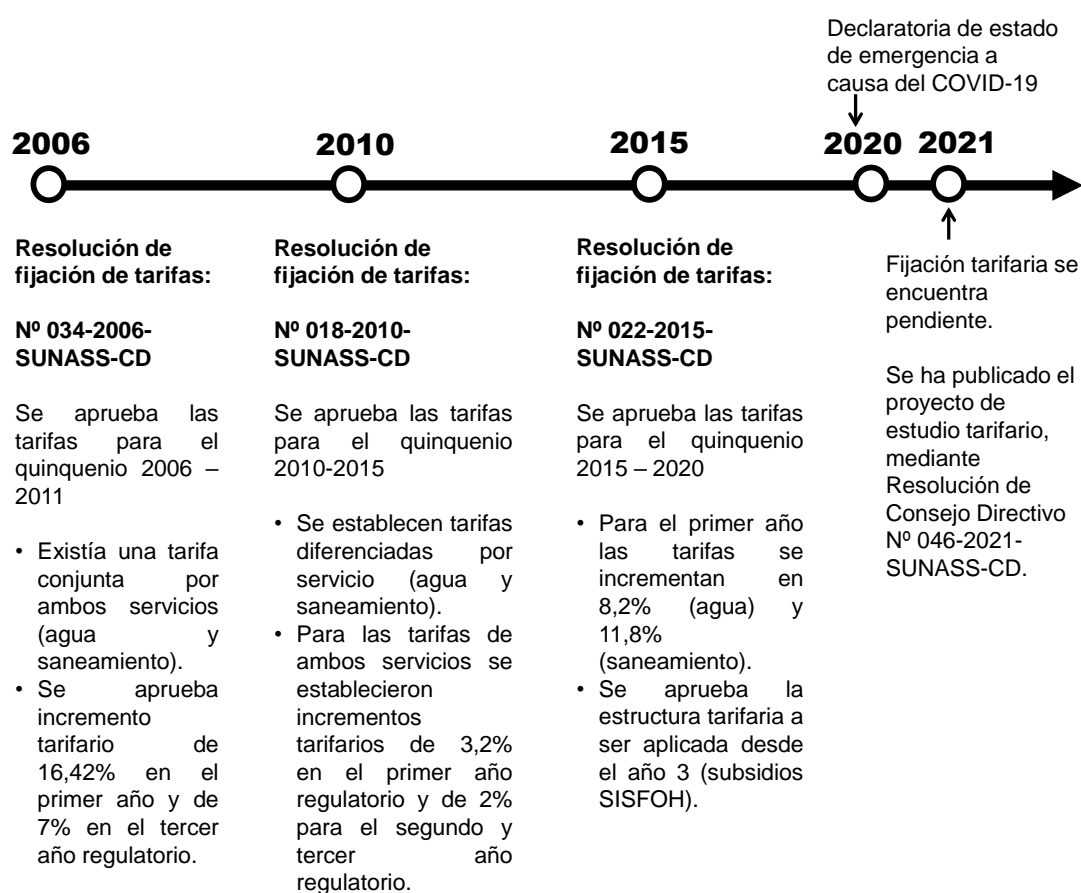 Declaratoria de estado
de emergencia a
causa del COVID-19
2006
2010
2015
2020
2021
Resolución de
fijación de tarifas:
Nº 034-2006-
SUNASS-CD
Se aprueba las
tarifas para el
quinquenio 2006 –
2011
• Existía una tarifa
conjunta por
ambos servicios
(agua y
saneamiento).
• Se aprueba
incremento
tarifario de
16,42% en el
primer año y de
7% en el tercer
año regulatorio.
Resolución de
fijación de tarifas:
Nº 018-2010-
SUNASS-CD
Se aprueba las tarifas
para el quinquenio
2010-2015
• Se establecen tarifas
diferenciadas por
servicio (agua y
saneamiento).
• Para las tarifas de
ambos servicios se
establecieron
incrementos
tarifarios de 3,2%
en el primer año
regulatorio y de 2%
para el segundo y
tercer año
regulatorio.
Resolución de
fijación de tarifas:
Nº 022-2015-
SUNASS-CD
Se aprueba las tarifas
para el quinquenio
2015 – 2020
• Para el primer año
las tarifas se
incrementan en
8,2% (agua) y
11,8%
(saneamiento).
• Se aprueba la
estructura tarifaria a
ser aplicada desde
el año 3 (subsidios
SISFOH).
Fijación tarifaria se
encuentra
pendiente.
Se ha publicado el
proyecto de
estudio tarifario,
mediante
Resolución de
Consejo Directivo
Nº 046-2021-
SUNASS-CD.